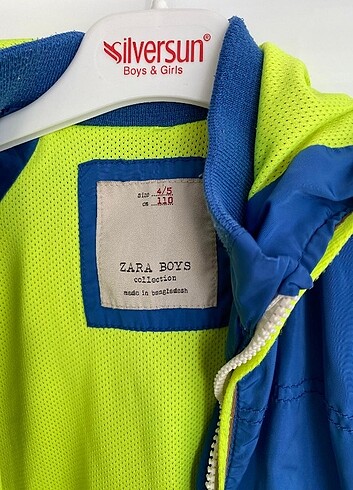 silversun®
Boys & Girls
size 4/5
cm 110
ZARA BOYS
collection
made in bangladesh